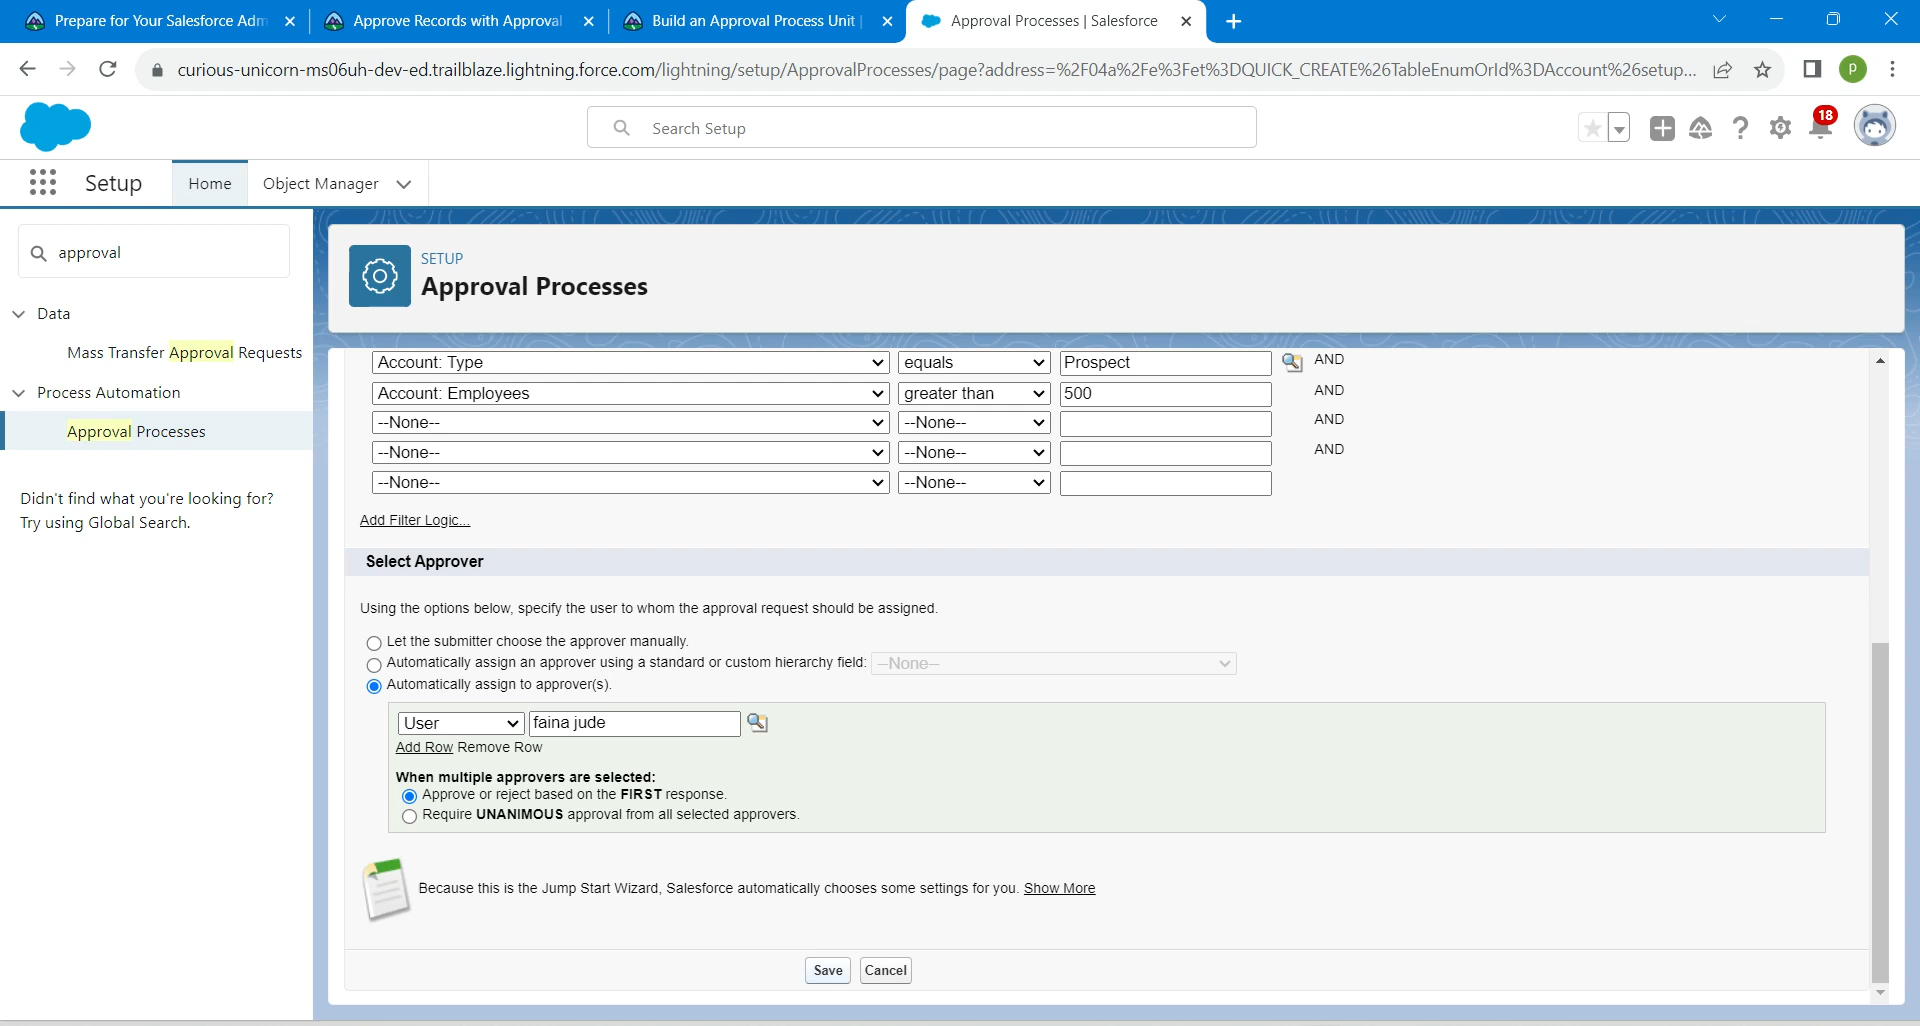 Prepare for Your Salesforce Adm
Approve Records with Approval
Build an Approval Process Unit |
Approval Processes | Salesforce
curious-unicorn-ms06uh-dev-ed.trailblaze.lightning.force.com/lightning/setup/ApprovalProcesses/page?address=%2F04a%2Fe%3Fet%3DQUICK_CREATE%26TableEnumOrId%3DAccount%26setup...
P
Search Setup
18
Setup
Home
Object Manager
approval
SETUP
Approval Processes
Data
Mass Transfer Approval Requests
Process Automation
Approval Processes
Didn't find what you're looking for?
Try using Global Search.
Account: Type equals Prospect AND
Account: Employees greater than 500 AND
--None-- --None-- AND
--None-- --None-- AND
--None-- --None--
Add Filter Logic...
Select Approver
Using the options below, specify the user to whom the approval request should be assigned.
Let the submitter choose the approver manually.
Automatically assign an approver using a standard or custom hierarchy field: --None--
Automatically assign to approver(s).
User faina jude
Add Row Remove Row
When multiple approvers are selected:
Approve or reject based on the FIRST response.
Require UNANIMOUS approval from all selected approvers.
Because this is the Jump Start Wizard, Salesforce automatically chooses some settings for you. Show More
Save Cancel